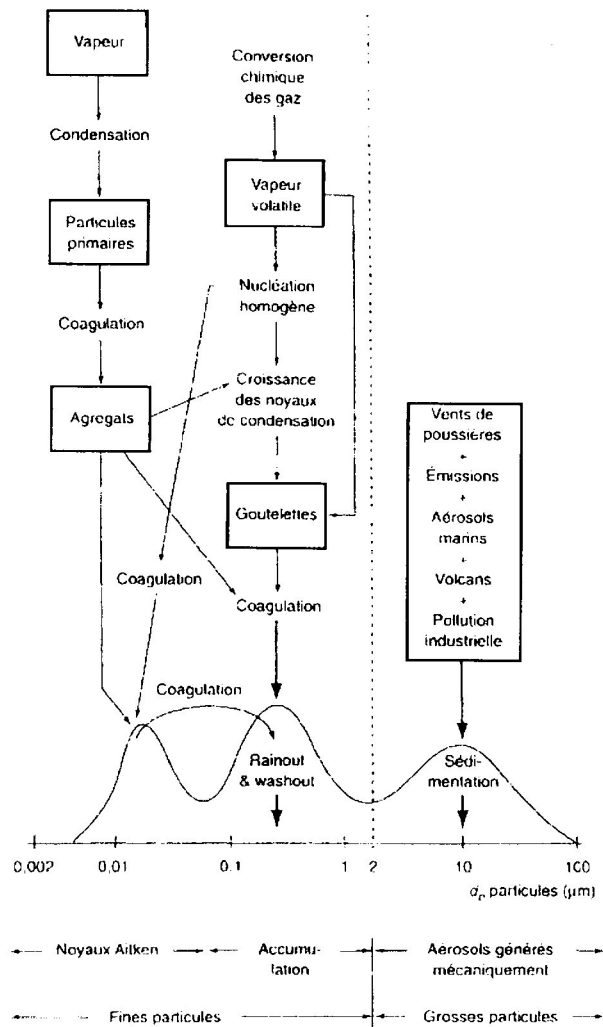 Vapeur
Condensation
Particules
primaires
Coagulation
Agregats
Conversion
chimique
des gaz
Vapeur
volatile
Nucléation
homogène
Croissance
des noyaux
de condensation
Goutelettes
Coagulation
Coagulation
Coagulation
Vents de
poussières
+
Émissions
+
Aérosols
marins
+
Volcans
+
Pollution
industrielle
Rainout
& washout
Sédi-
mentation
0,002 0,01 0.1 1 2 10 100
dp particules (µm)
Noyaux Aitken Accumu-
lation
Aérosols générés
mécaniquement
Fines particules Grosses particules